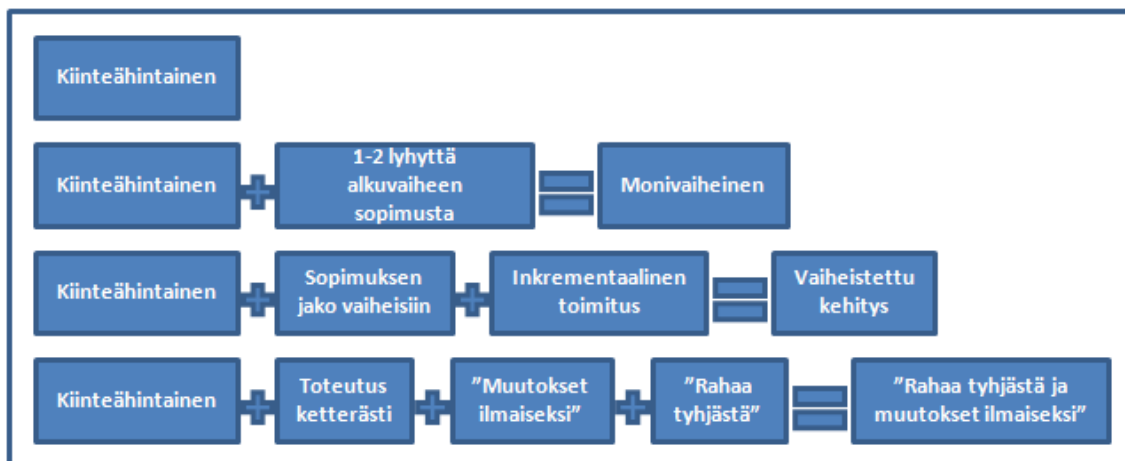 Kiinteähintainen
Kiinteähintainen + 1-2 lyhyttä alkuvaiheen sopimusta = Monivaiheinen
Kiinteähintainen + Sopimuksen jako vaiheisiin + Inkrementaalinen toimitus = Vaiheistettu kehitys
Kiinteähintainen + Toteutus ketterästi + ”Muutokset ilmaiseksi” + ”Rahaa tyhjästä” = ”Rahaa tyhjästä ja muutokset ilmaiseksi”